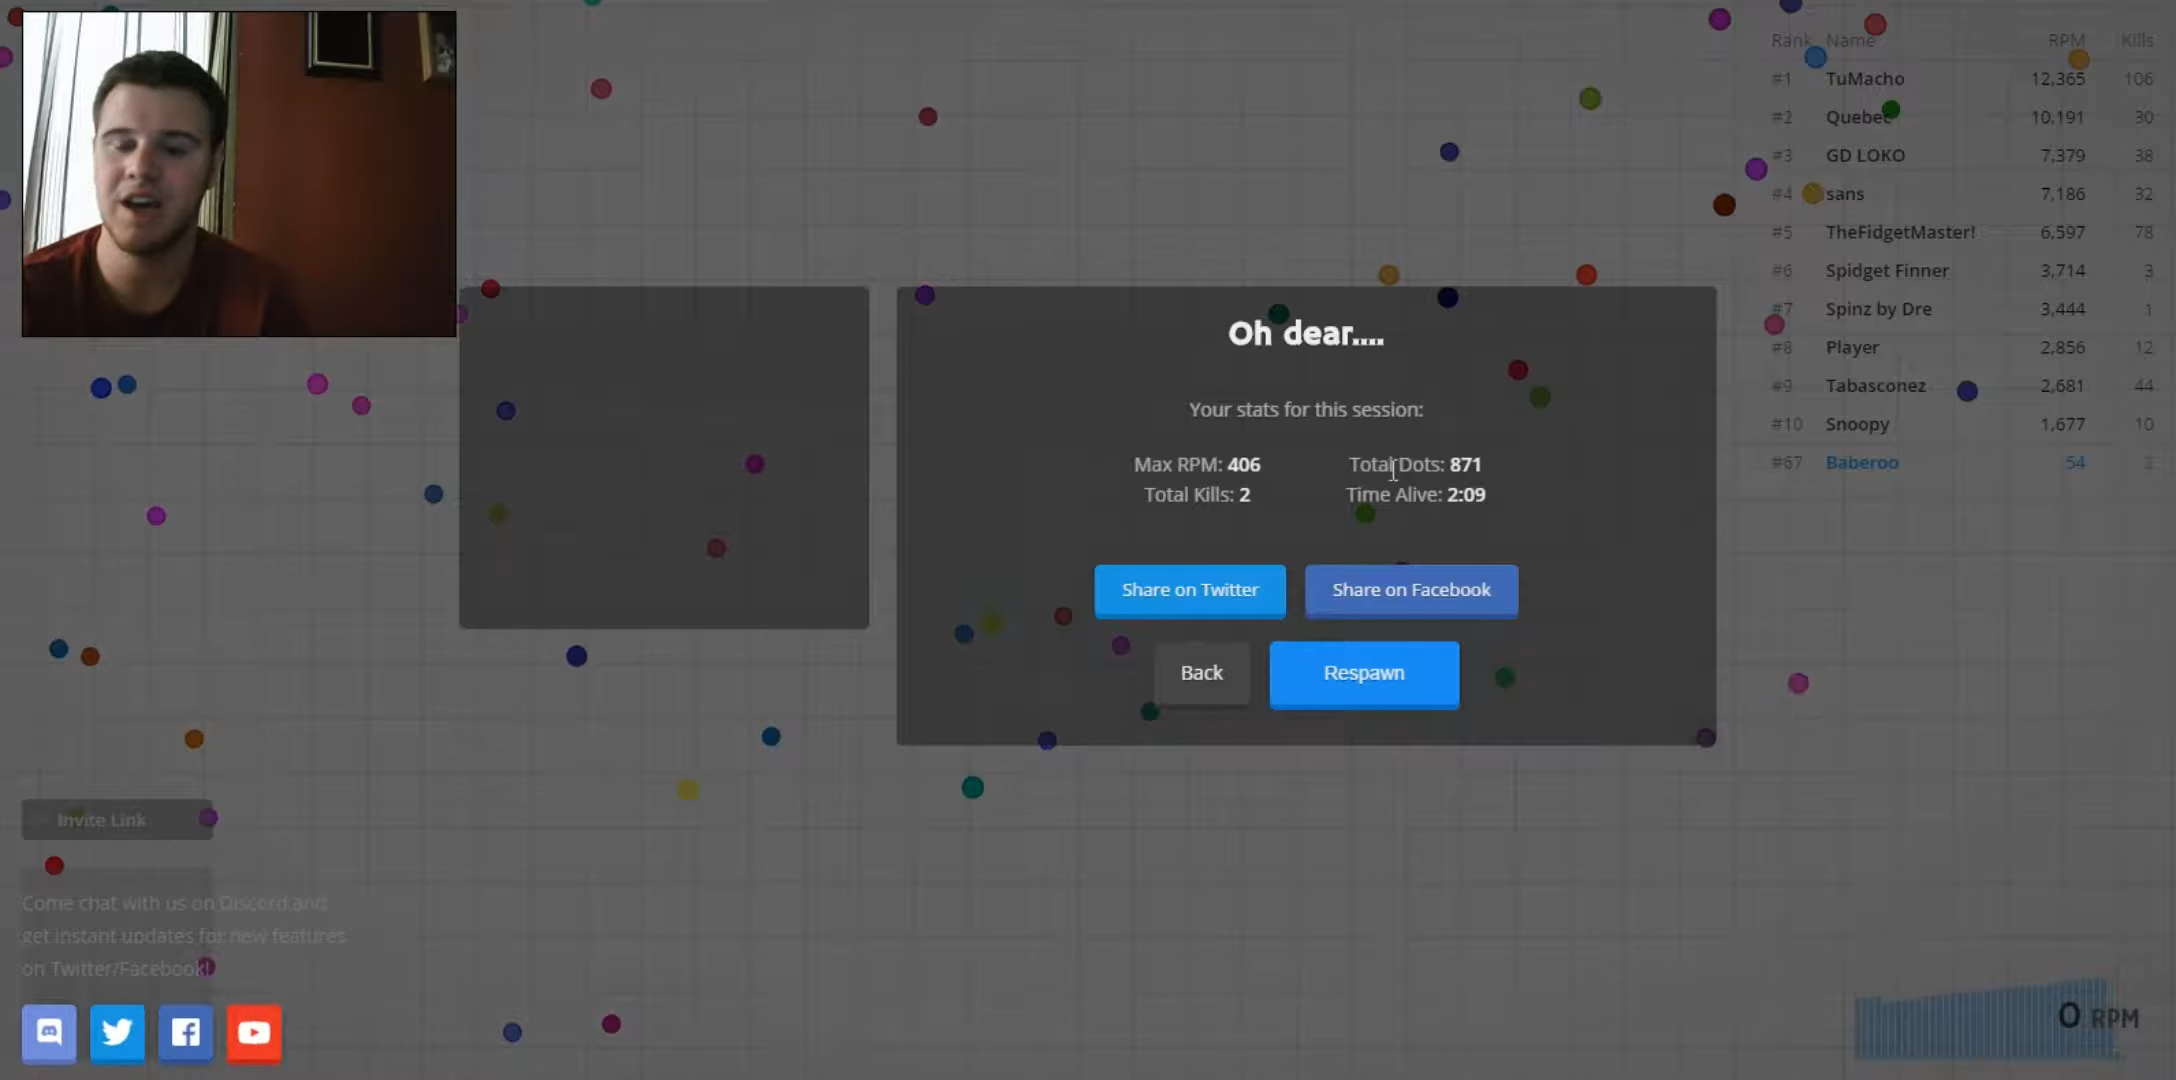 Rank Name RPM Kills
#1 TuMacho 12,365 106
#2 Quebec 10,191 30
#3 GD LOKO 7,379 38
#4 sans 7,186 32
#5 TheFidgetMaster! 6,597 78
#6 Spidget Finner 3,714 3
#7 Spinz by Dre 3,444 1
#8 Player 2,856 12
#9 Tabasconez 2,681 44
#10 Snoopy 1,677 10
#67 Baberoo 54 2
Oh dear....
Your stats for this session:
Max RPM: 406 Total Dots: 871
Total Kills: 2 Time Alive: 2:09
Share on Twitter Share on Facebook
Back Respawn
Invite Link
Come chat with us on Discord and
get instant updates for new features
on Twitter/Facebook!
0 RPM